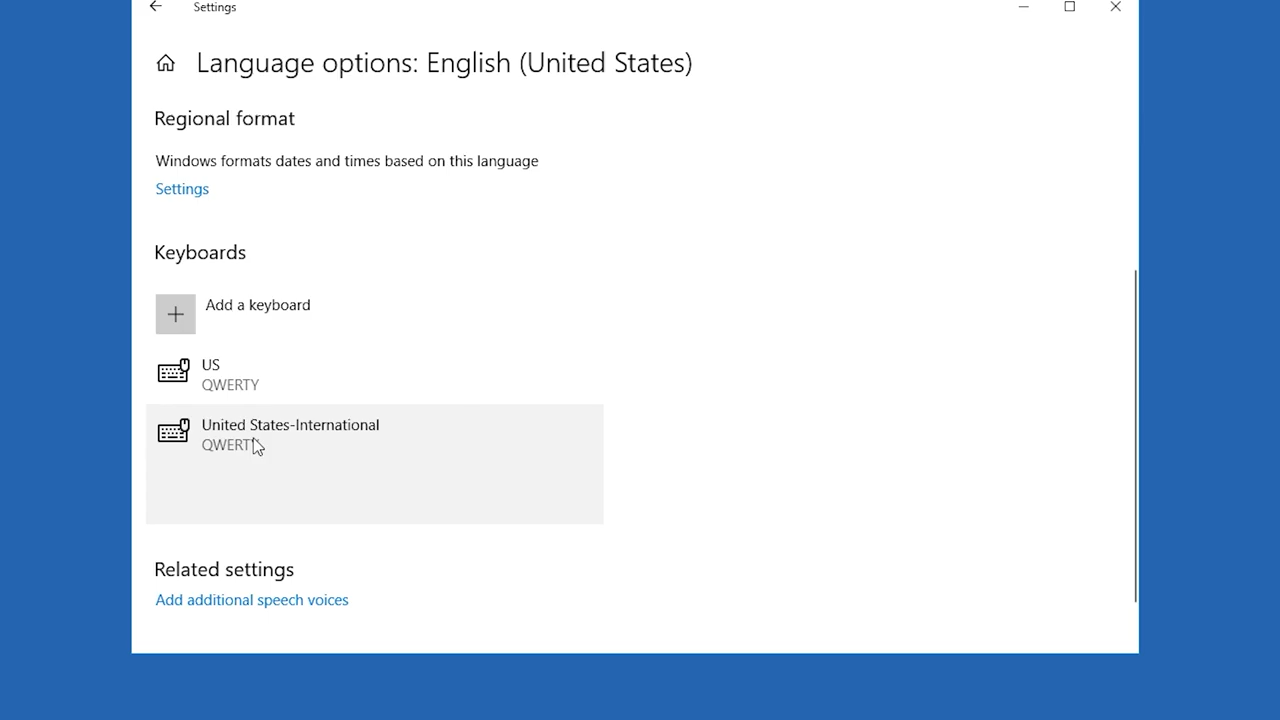 Settings
Language options: English (United States)
Regional format
Windows formats dates and times based on this language
Settings
Keyboards
Add a keyboard
US
QWERTY
United States-International
QWERTY
Related settings
Add additional speech voices